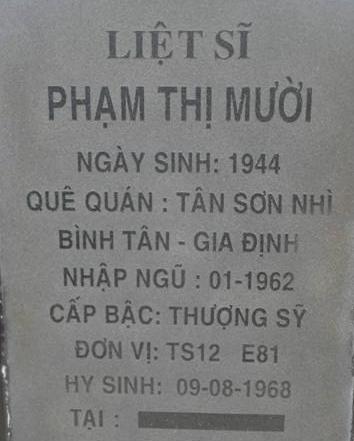 LIỆT SĨ
PHẠM THỊ MƯỜI
NGÀY SINH: 1944
QUÊ QUÁN : TÂN SƠN NHÌ
BÌNH TÂN - GIA ĐỊNH
NHẬP NGŨ : 01-1962
CẤP BẬC: THƯỢNG SỸ
ĐƠN VỊ: TS12 E81
HY SINH: 09-08-1968
TẠI :